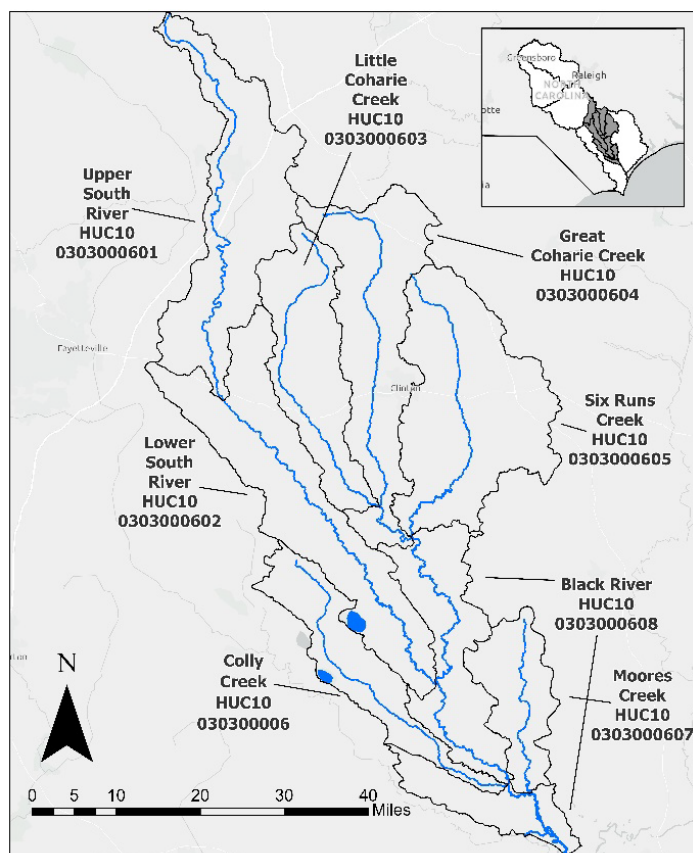 Little
Coharie
Creek
HUC10
0303000603
Greensboro
Raleigh
NORTH
CAROLINA
otte
ia
Upper
South
River
HUC10
0303000601
Great
Coharie Creek
HUC10
0303000604
Fayetteville
Clinton
Six Runs
Creek
HUC10
0303000605
Lower
South
River
HUC10
0303000602
Black River
HUC10
0303000608
N
Colly
Creek
HUC10
030300006
Moores
Creek
HUC10
0303000607
0 5 10 20 30 40
Miles